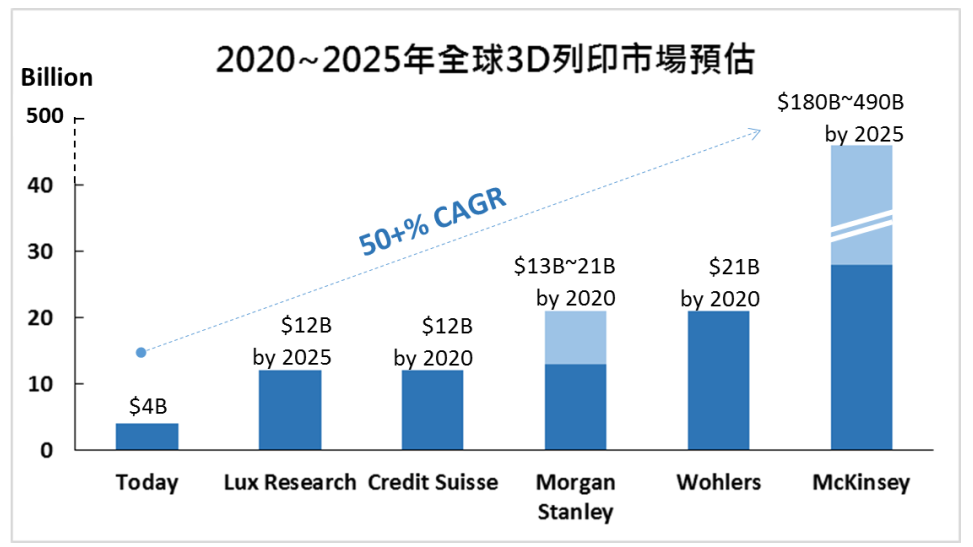 2020~2025年全球3D列印市場預估
Billion
500
40
30
20
10
0
50+% CAGR
$4B
$12B
by 2025
$12B
by 2020
$13B~21B
by 2020
$21B
by 2020
$180B~490B
by 2025
Today
Lux Research
Credit Suisse
Morgan
Stanley
Wohlers
McKinsey